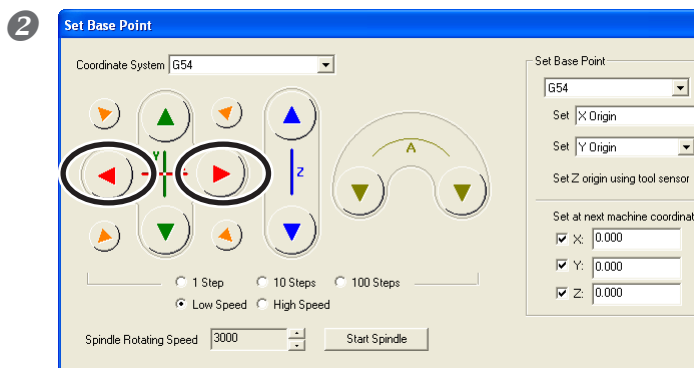 2
Set Base Point
Coordinate System G54
Y
Z
A
1 Step 10 Steps 100 Steps
Low Speed High Speed
Spindle Rotating Speed 3000 Start Spindle
Set Base Point
G54
Set X Origin
Set Y Origin
Set Z origin using tool sensor
Set at next machine
X: 0.000
Y: 0.000
Z: 0.000